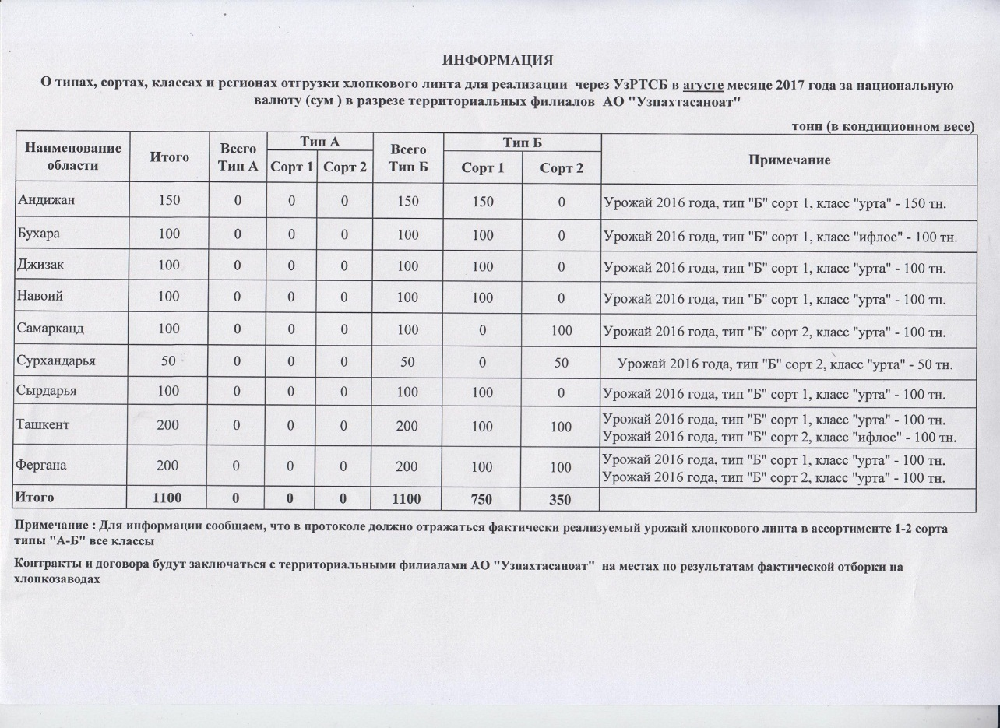 ИНФОРМАЦИЯ
О типах, сортах, классах и регионах отгрузки хлопкового линта для реализации через УзРТСБ в агусте месяце 2017 года за национальную
валюту (сум ) в разрезе территориальных филиалов АО "Узпахтасаноат"
тонн (в кондиционном весе)
Наименование области Итого Всего Тип А Тип А Всего Тип Б Тип Б Примечание
Сорт 1 Сорт 2 Сорт 1 Сорт 2
Андижан 150 0 0 0 150 150 0 Урожай 2016 года, тип "Б" сорт 1, класс "урта" - 150 тн.
Бухара 100 0 0 0 100 100 0 Урожай 2016 года, тип "Б" сорт 1, класс "ифлос" - 100 тн.
Джизак 100 0 0 0 100 100 0 Урожай 2016 года, тип "Б" сорт 1, класс "урта" - 100 тн.
Навоий 100 0 0 0 100 100 0 Урожай 2016 года, тип "Б" сорт 1, класс "урта" - 100 тн.
Самарканд 100 0 0 0 100 0 100 Урожай 2016 года, тип "Б" сорт 2, класс "урта" - 100 тн.
Сурхандарья 50 0 0 0 50 0 50 Урожай 2016 года, тип "Б" сорт 2, класс "урта" - 50 тн.
Сырдарья 100 0 0 0 100 100 0 Урожай 2016 года, тип "Б" сорт 1, класс "урта" - 100 тн.
Ташкент 200 0 0 0 200 100 100 Урожай 2016 года, тип "Б" сорт 1, класс "урта" - 100 тн.
Урожай 2016 года, тип "Б" сорт 2, класс "ифлос" - 100 тн.
Фергана 200 0 0 0 200 100 100 Урожай 2016 года, тип "Б" сорт 1, класс "урта" - 100 тн.
Урожай 2016 года, тип "Б" сорт 2, класс "урта" - 100 тн.
Итого 1100 0 0 0 1100 750 350
Примечание : Для информации сообщаем, что в протоколе должно отражаться фактически реализуемый урожай хлопкового линта в ассортименте 1-2 сорта
типы "А-Б" все классы
Контракты и договора будут заключаться с территориальными филиалами АО "Узпахтасаноат" на местах по результатам фактической отборки на
хлопкозаводах